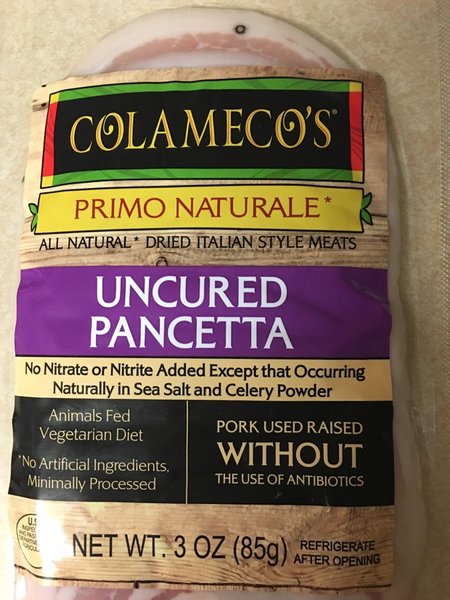 COLAMECO'S®
PRIMO NATURALE*
ALL NATURAL* DRIED ITALIAN STYLE MEATS
UNCURED
PANCETTA
No Nitrate or Nitrite Added Except that Occurring
Naturally in Sea Salt and Celery Powder
Animals Fed
Vegetarian Diet
*No Artificial Ingredients,
Minimally Processed
PORK USED RAISED
WITHOUT
THE USE OF ANTIBIOTICS
U.S.
NET WT. 3 OZ (85g)
REFRIGERATE
AFTER OPENING